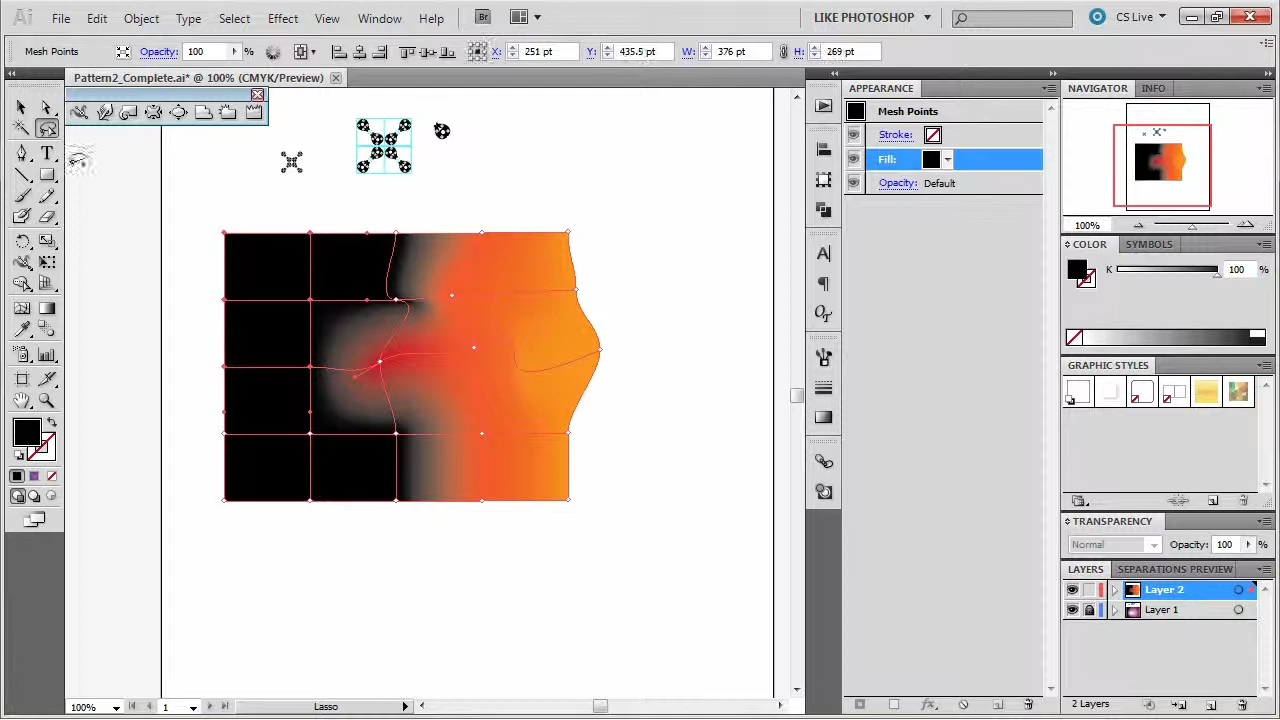 Ai File Edit Object Type Select Effect View Window Help Br LIKE PHOTOSHOP CS Live
Mesh Points Opacity: 100 % X: 251 pt Y: 435.5 pt W: 376 pt H: 269 pt
Pattern2_Complete.ai* @ 100% (CMYK/Preview)
APPEARANCE
Mesh Points
Stroke:
Fill:
Opacity: Default
NAVIGATOR INFO
100%
COLOR SYMBOLS
K 100 %
GRAPHIC STYLES
TRANSPARENCY
Normal Opacity: 100 %
LAYERS SEPARATIONS PREVIEW
Layer 2
Layer 1
2 Layers
100% 1 Lasso